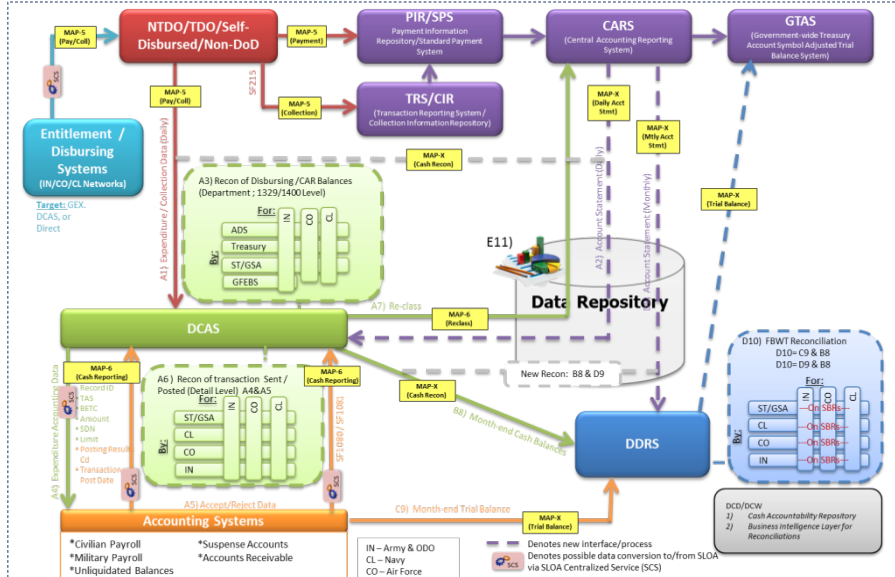 MAP-5
(Pay/Coll)
SCS
Entitlement /
Disbursing
Systems
(IN/CO/CL Networks)
Target: GEX,
DCAS, or
Direct
NTDO/TDO/Self-
Disbursed/Non-DoD
MAP-5
(Payment)
PIR/SPS
Payment Information
Repository/Standard Payment
System
CARS
(Central Accounting Reporting
System)
GTAS
(Government-wide Treasury
Account Symbol Adjusted Trial
Balance System)
MAP-5
(Pay/Coll)
SF215
MAP-5
(Collection)
TRS/CIR
(Transaction Reporting System /
Collection Information Repository)
MAP-X
(Daily Acct
Stmt)
MAP-X
(Mtly Acct
Stmt)
MAP-X
(Cash Recon)
MAP-X
(Trial Balance)
A1) Expenditure / Collection Data (Daily)
A3) Recon of Disbursing /CAR Balances
(Department ; 1329/1400 Level)
For:
IN
CO
CL
By:
ADS
Treasury
ST/GSA
GFEBS
A2) Account Statement (Daily)
Account Statement (Monthly)
E11)
Data Repository
A7) Re-class
MAP-6
(Reclass)
DCAS
New Recon: B8 & D9
D10) FBWT Reconciliation
D10= C9 & B8
D10= D9 & B8
For:
IN
CO
CL
By:
ST/GSA
CL
CO
IN
---On SBRs---
---On SBRs---
---On SBRs---
---On SBRs---
MAP-6
(Cash Reporting)
A4) Expenditure Accounting Data
Record ID
TAS
BETC
Amount
SDN
Limit
Posting Results
Cd
Transaction
Post Date
SCS
MAP-6
(Cash Reporting)
SCS
A6 ) Recon of transaction Sent /
Posted (Detail Level) A4&A5
For:
IN
CO
CL
By:
ST/GSA
CL
CO
IN
MAP-6
(Cash Reporting)
SF1080 / SF1081
SCS
MAP-X
(Cash Recon)
B8) Month-end Cash Balances
DDRS
A5) Accept/Reject Data
C9) Month-end Trial Balance
MAP-X
(Trial Balance)
Accounting Systems
*Civilian Payroll
*Military Payroll
*Unliquidated Balances
*Suspense Accounts
*Accounts Receivable
IN – Army & ODO
CL – Navy
CO – Air Force
Denotes new interface/process
SCS
Denotes possible data conversion to/from SLOA
via SLOA Centralized Service (SCS)
DCD/DCW
1) Cash Accountability Repository
2) Business Intelligence Layer for
Reconciliations